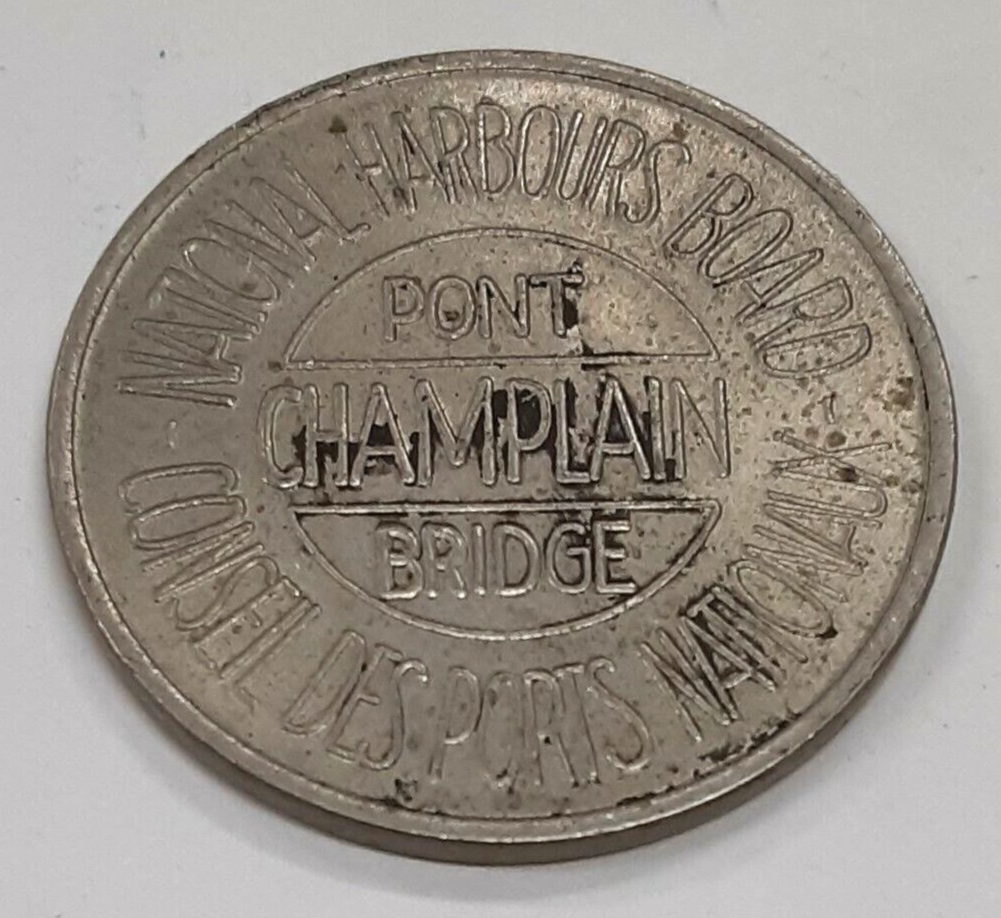 NATIONAL HARBOURS BOARD
PONT
CHAMPLAIN
BRIDGE
CONSEIL DES PORTS NATIONAUX